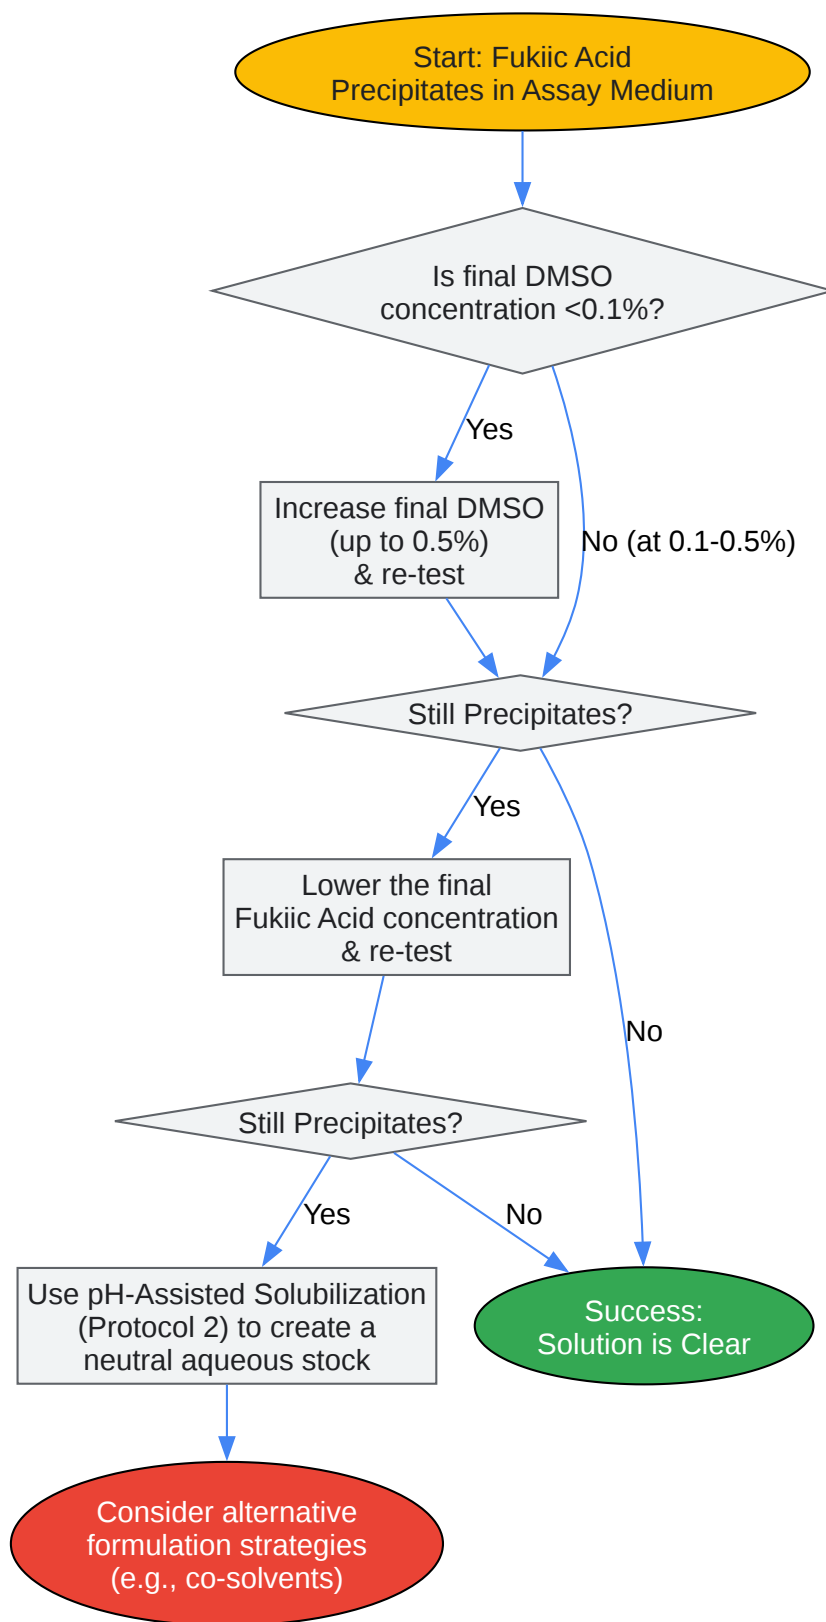 Start: Fukiic Acid
Precipitates in Assay Medium
Is final DMSO
concentration <0.1%?
Yes
Increase final DMSO
(up to 0.5%)
& re-test
No (at 0.1-0.5%)
Still Precipitates?
Yes
Lower the final
Fukiic Acid concentration
& re-test
No
Still Precipitates?
Yes
No
Use pH-Assisted Solubilization
(Protocol 2) to create a
neutral aqueous stock
Success:
Solution is Clear
Consider alternative
formulation strategies
(e.g., co-solvents)